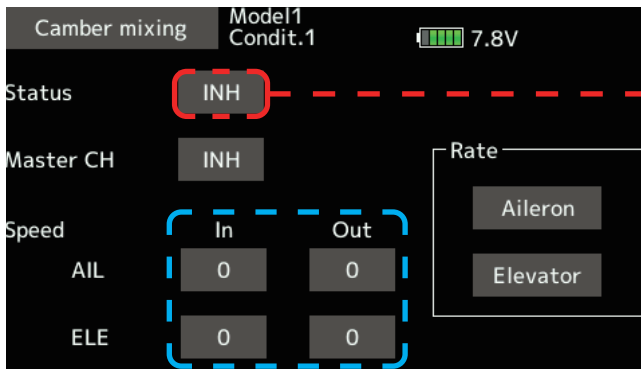 Camber mixing
Model1
Condit.1
7.8V
Status INH
Master CH INH
Rate
Aileron
Speed In Out
AIL 0 0
Elevator
ELE 0 0